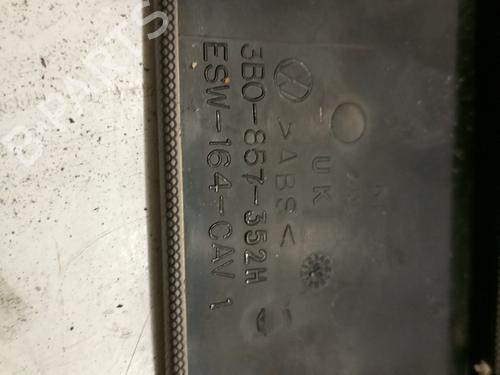 3B0-857-352H
ESW-164-CAV 1
>ABS<
UK
B-PARTS